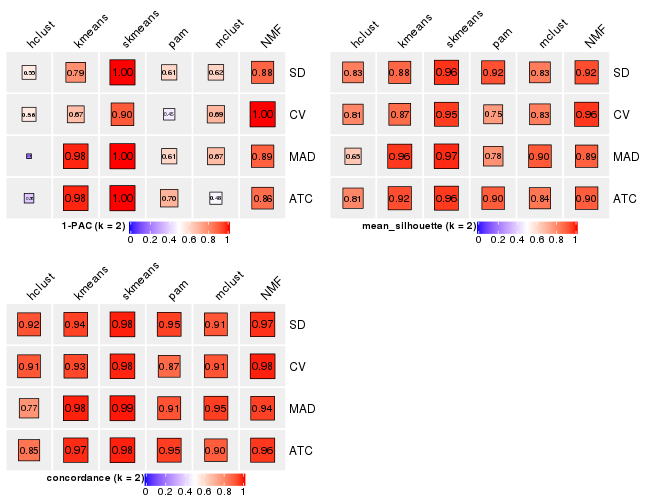 hclust kmeans skmeans pam mclust NMF
0.55 0.79 1.00 0.61 0.62 0.88 SD
0.56 0.67 0.90 0.45 0.69 1.00 CV
0.98 1.00 0.61 0.67 0.89 MAD
0.98 1.00 0.70 0.48 0.86 ATC
1-PAC (k = 2)
0 0.2 0.4 0.6 0.8 1
hclust kmeans skmeans pam mclust NMF
0.83 0.88 0.96 0.92 0.83 0.92 SD
0.81 0.87 0.95 0.75 0.83 0.96 CV
0.65 0.96 0.97 0.78 0.90 0.89 MAD
0.81 0.92 0.96 0.90 0.84 0.90 ATC
mean_silhouette (k = 2)
0 0.2 0.4 0.6 0.8 1
hclust kmeans skmeans pam mclust NMF
0.92 0.94 0.98 0.95 0.91 0.97 SD
0.91 0.93 0.98 0.87 0.91 0.98 CV
0.77 0.98 0.99 0.91 0.95 0.94 MAD
0.85 0.97 0.98 0.95 0.90 0.96 ATC
concordance (k = 2)
0 0.2 0.4 0.6 0.8 1